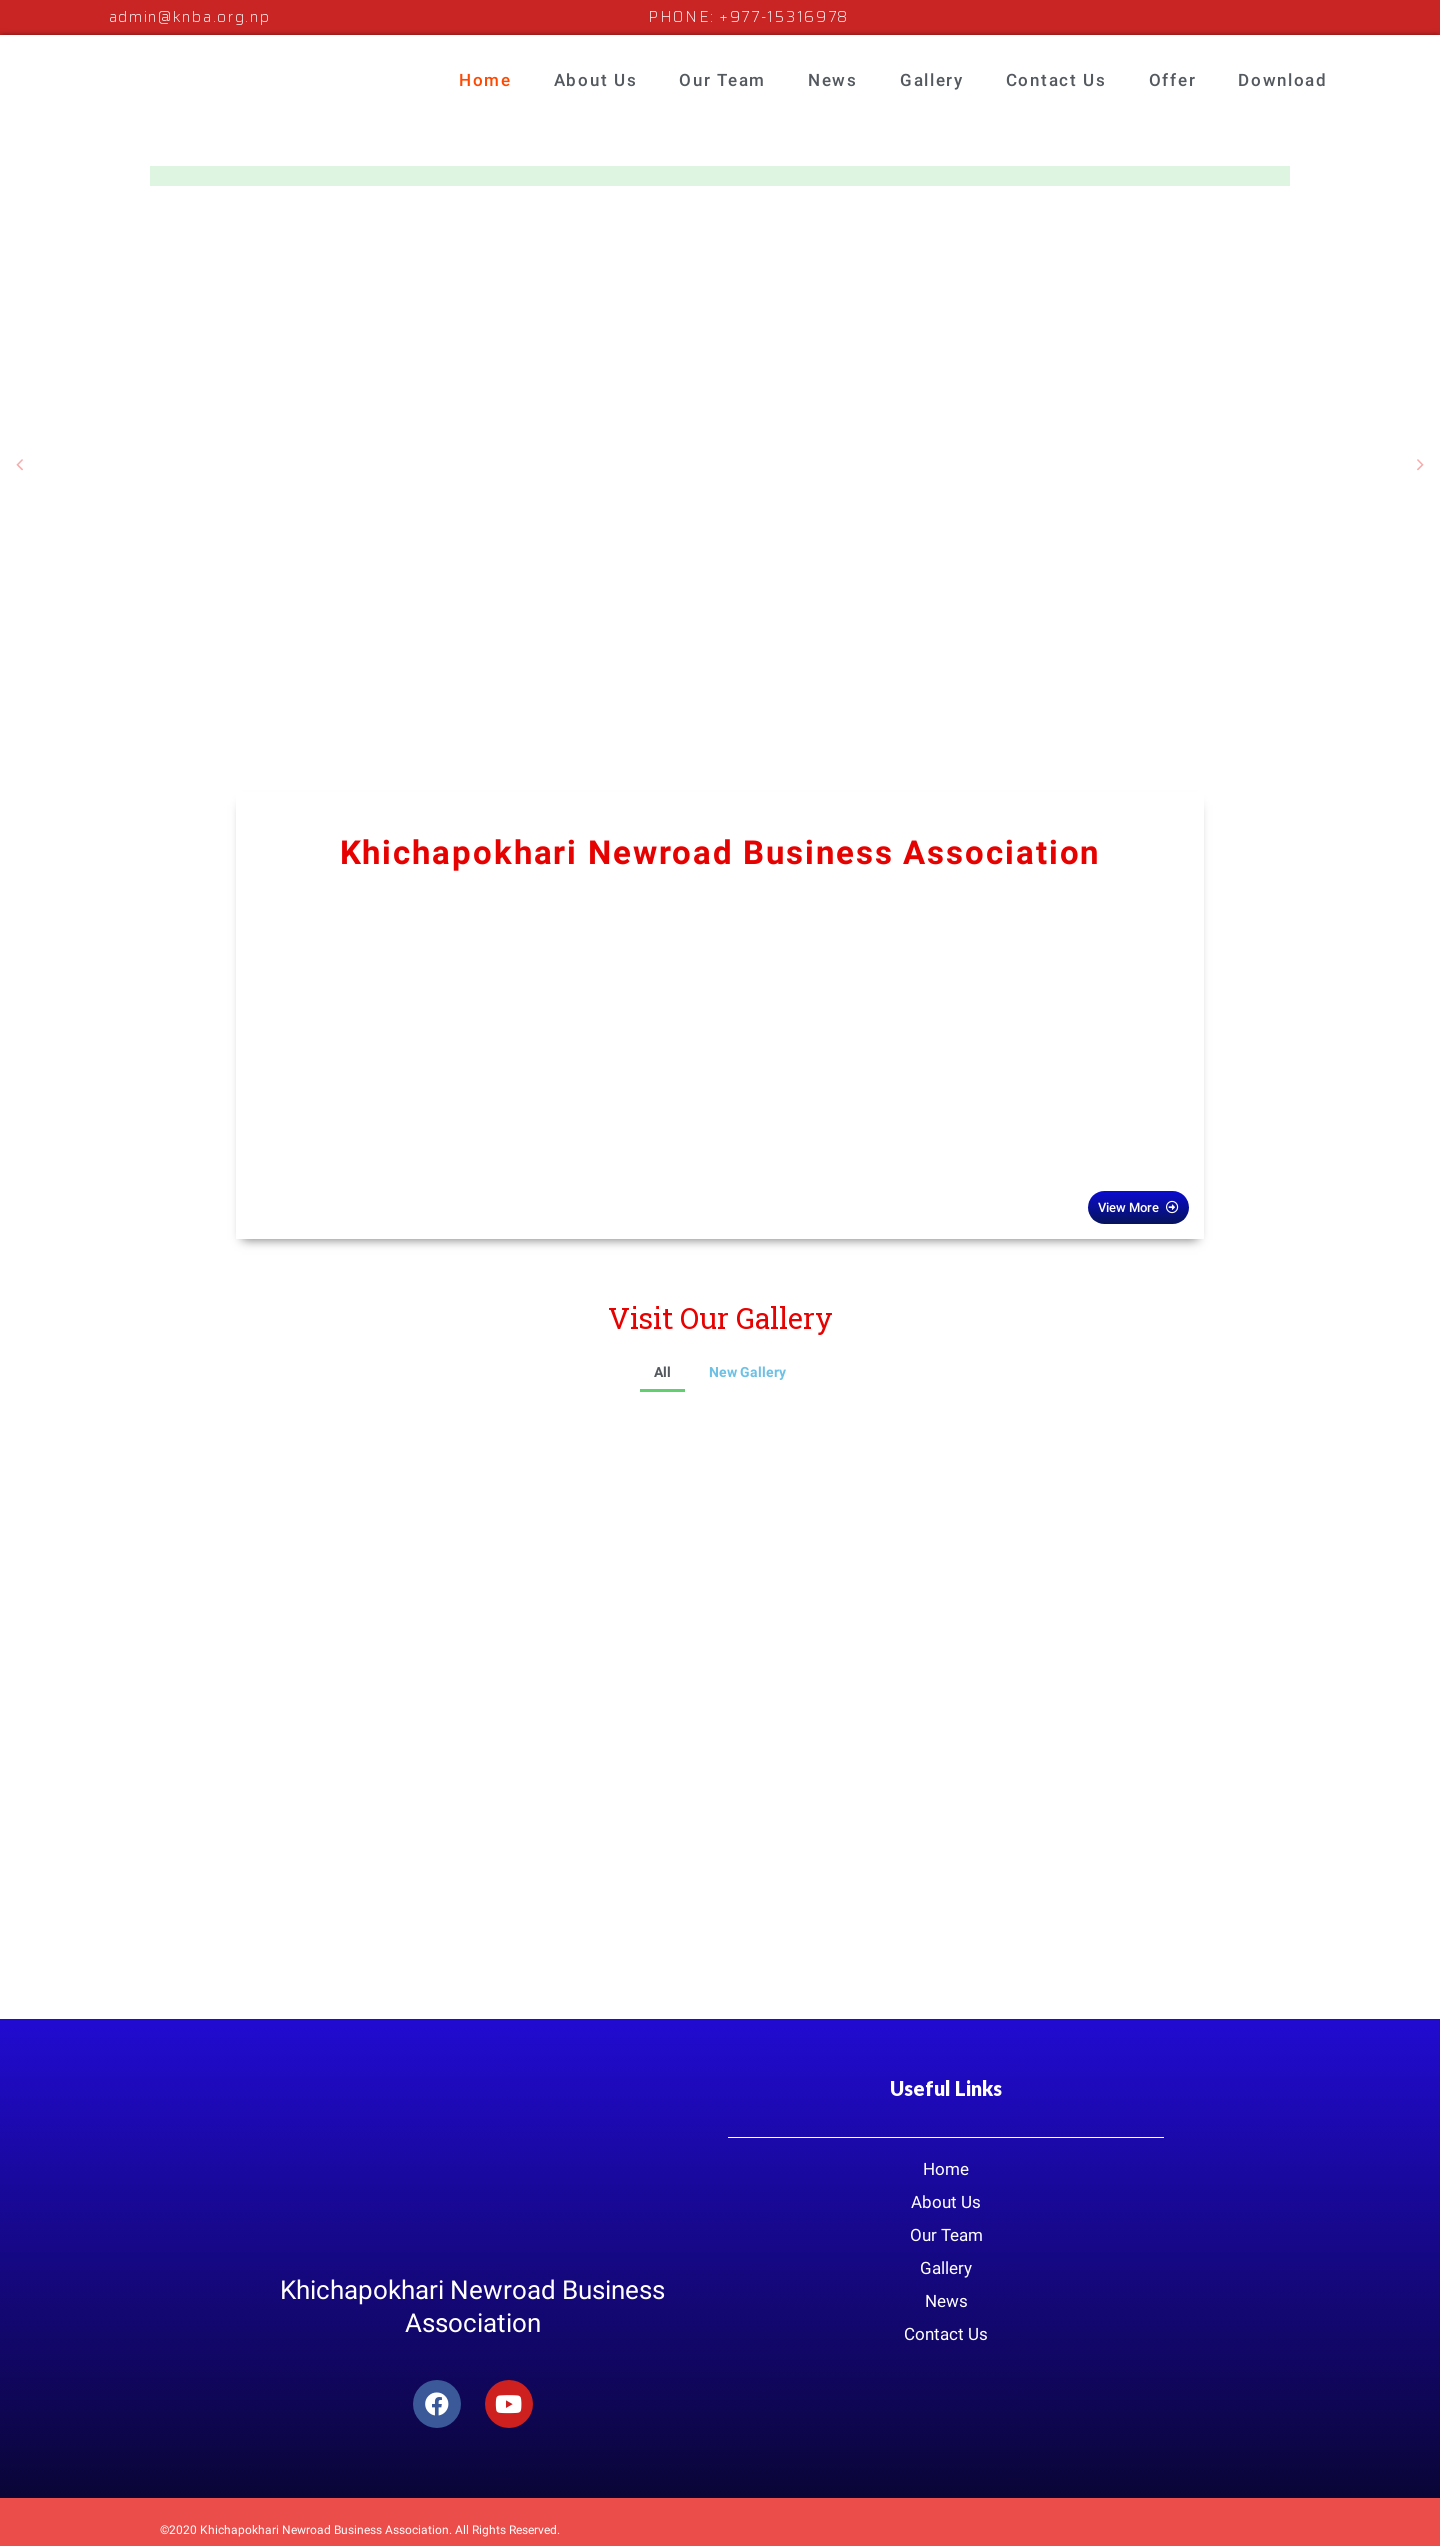 admin@knba.org.np PHONE: +977-15316978
Home About Us Our Team News Gallery Contact Us Offer Download
Khichapokhari Newroad Business Association
View More
Visit Our Gallery
All New Gallery
Useful Links
Home
About Us
Our Team
Gallery
News
Contact Us
Khichapokhari Newroad Business
Association
©2020 Khichapokhari Newroad Business Association. All Rights Reserved.